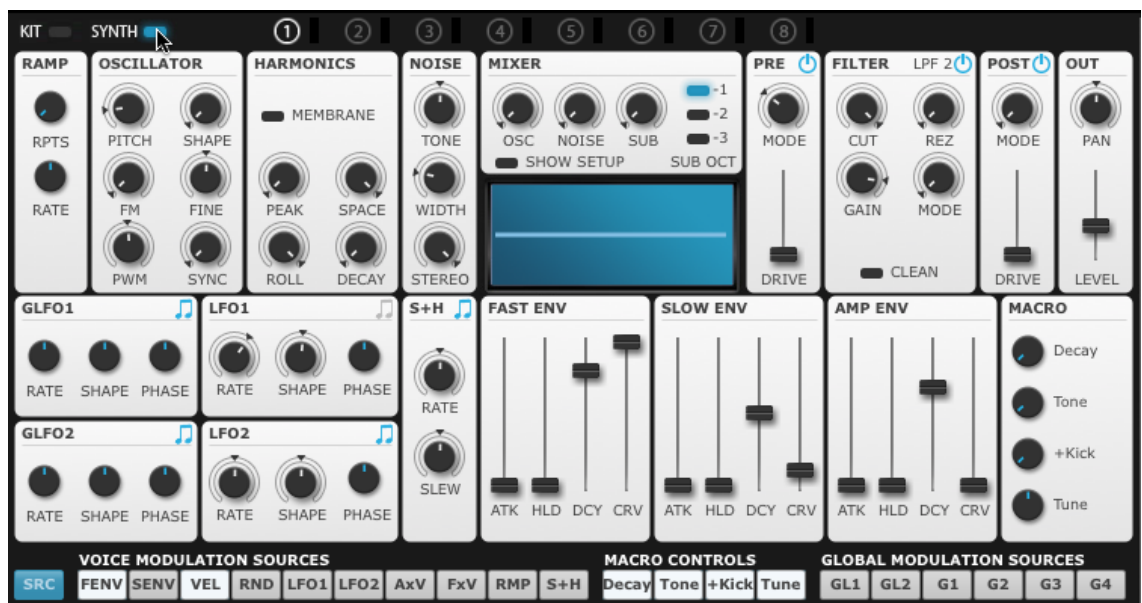 KIT SYNTH 1 2 3 4 5 6 7 8
RAMP OSCILLATOR HARMONICS NOISE MIXER PRE FILTER LPF 2 POST OUT
-1
MEMBRANE -2
RPTS PITCH SHAPE TONE OSC NOISE SUB -3 MODE CUT REZ MODE PAN
SHOW SETUP SUB OCT
RATE FM FINE PEAK SPACE WIDTH GAIN MODE
CLEAN
PWM SYNC ROLL DECAY STEREO DRIVE DRIVE LEVEL
GLFO1 LFO1 S+H FAST ENV SLOW ENV AMP ENV MACRO
Decay
RATE SHAPE PHASE RATE SHAPE PHASE
Tone
RATE
GLFO2 LFO2
+Kick
SLEW
Tune
RATE SHAPE PHASE RATE SHAPE PHASE ATK HLD DCY CRV ATK HLD DCY CRV ATK HLD DCY CRV
VOICE MODULATION SOURCES MACRO CONTROLS GLOBAL MODULATION SOURCES
SRC FENV SENV VEL RND LFO1 LFO2 AxV FxV RMP S+H Decay Tone +Kick Tune GL1 GL2 G1 G2 G3 G4